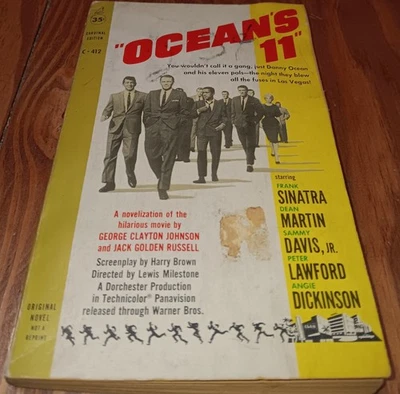 35¢
ORIGINAL
EDITION
C-412
"OCEAN'S
11"
You wouldn't call it a gang, just Danny Ocean
and his eleven pals—the night they blew
all the fuses in Las Vegas!
starring
FRANK
SINATRA
DEAN
MARTIN
SAMMY
DAVIS, JR.
PETER
LAWFORD
ANGIE
DICKINSON
A novelization of the
hilarious movie by
GEORGE CLAYTON JOHNSON
and JACK GOLDEN RUSSELL
Screenplay by Harry Brown
Directed by Lewis Milestone
A Dorchester Production
in Technicolor® Panavision
released through Warner Bros.
ORIGINAL
NOVEL
NOT A
REPRINT